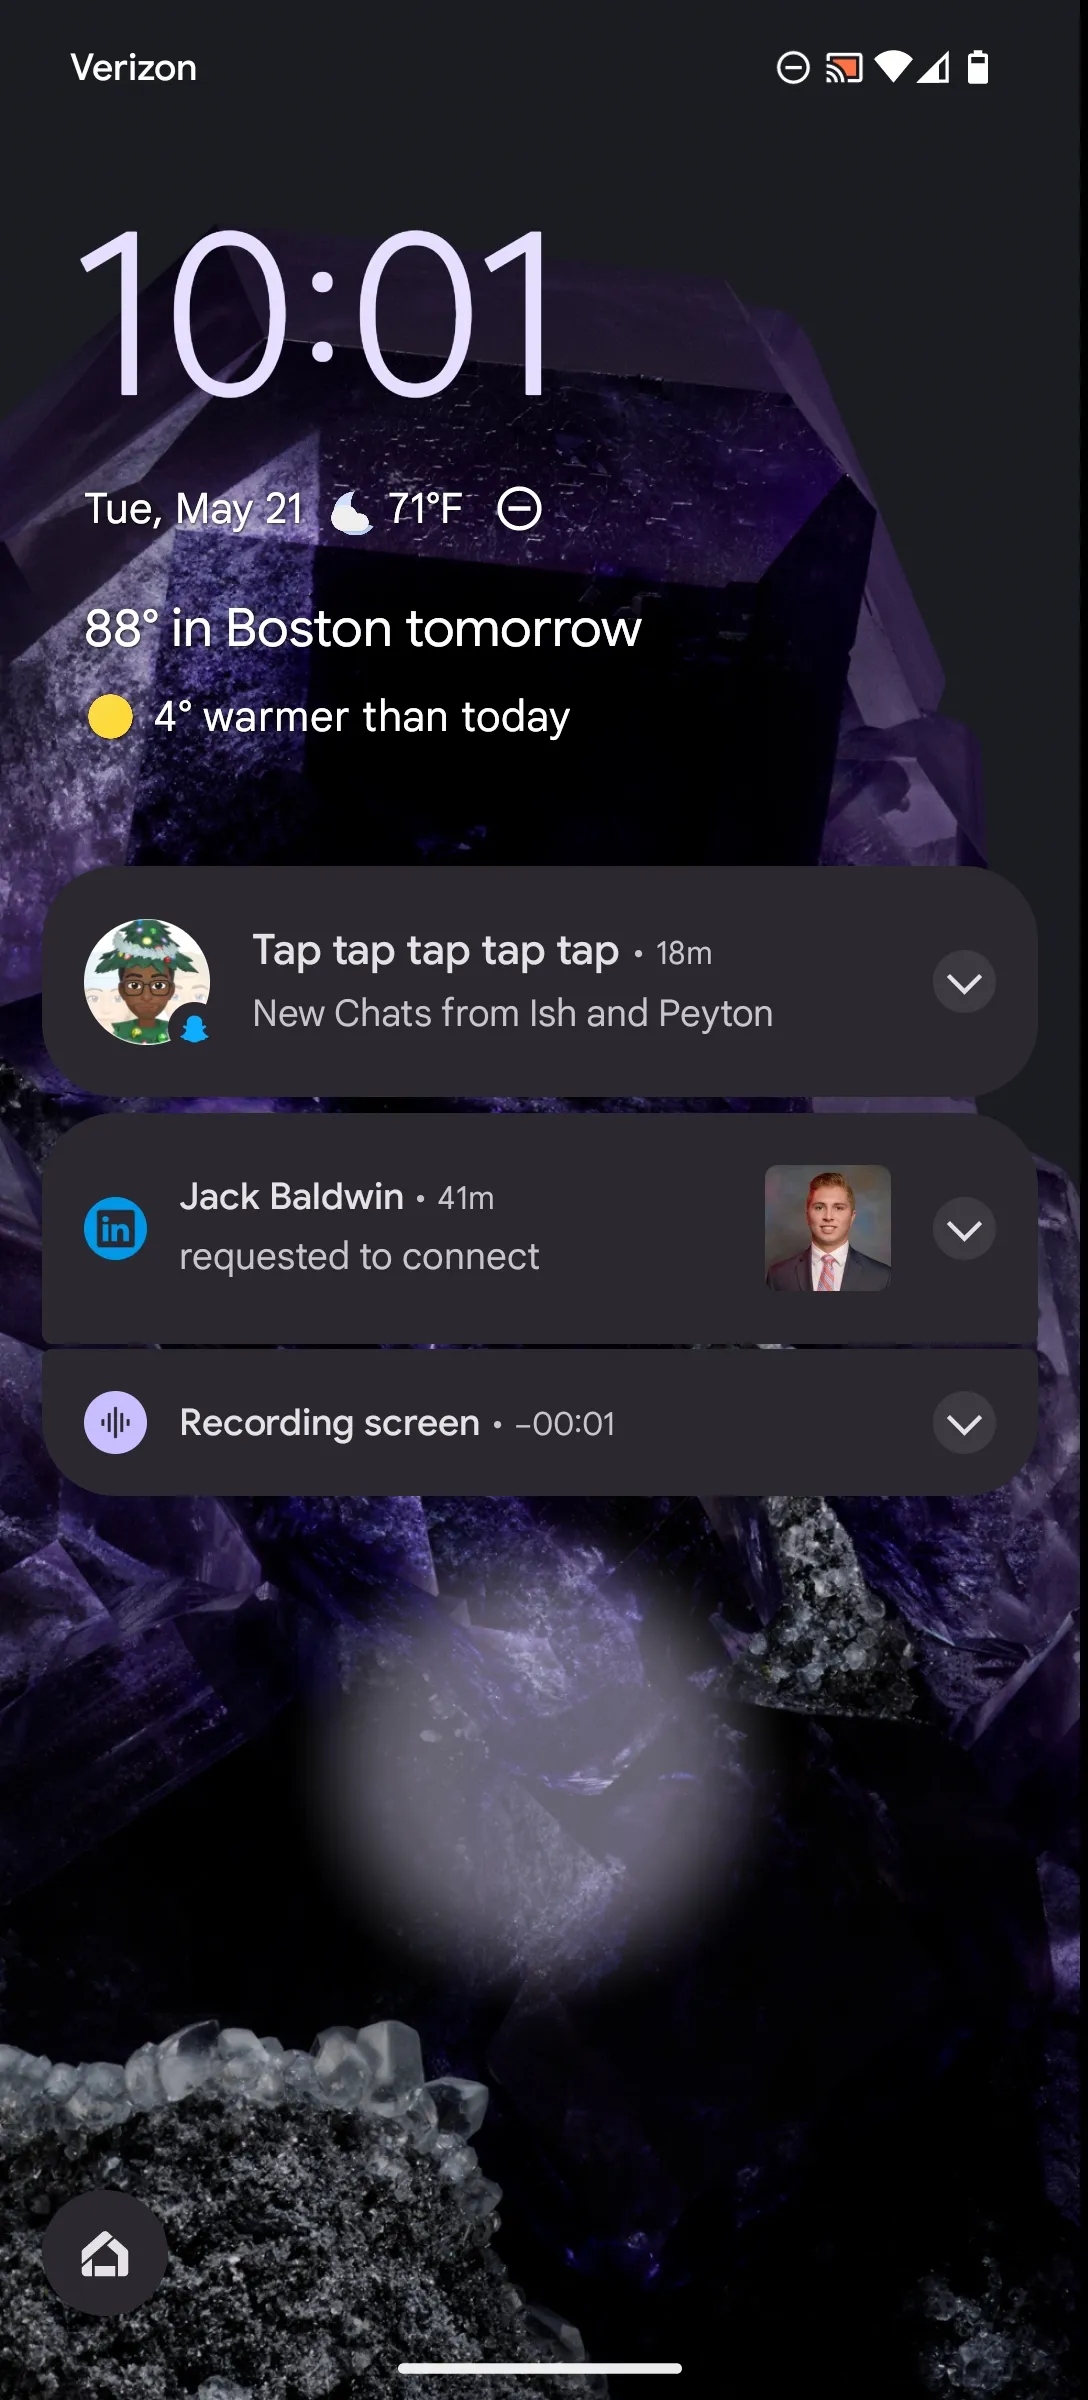 Verizon
10:01
Tue, May 21 71°F
88° in Boston tomorrow
4° warmer than today
Tap tap tap tap tap • 18m
New Chats from Ish and Peyton
in
Jack Baldwin • 41m
requested to connect
Recording screen • −00:01